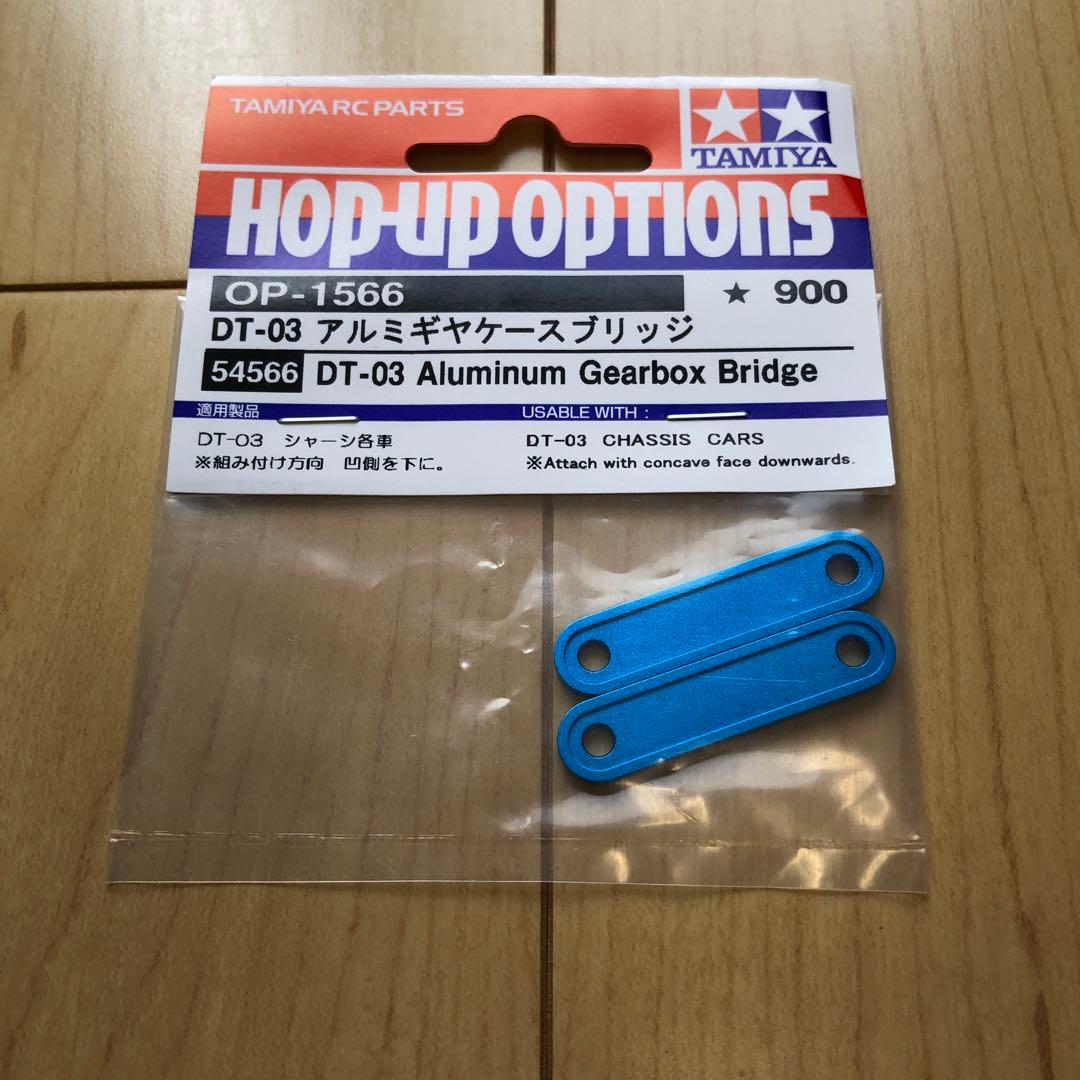 TAMIYA RC PARTS
TAMIYA
HOP-UP OPTIONS
OP-1566 ★ 900
DT-03 アルミギヤケースブリッジ
54566 DT-03 Aluminum Gearbox Bridge
適用製品 USABLE WITH :
DT-03 シャーシ各車 DT-03 CHASSIS CARS
※組み付け方向 凹側を下に。 ※Attach with concave face downwards.